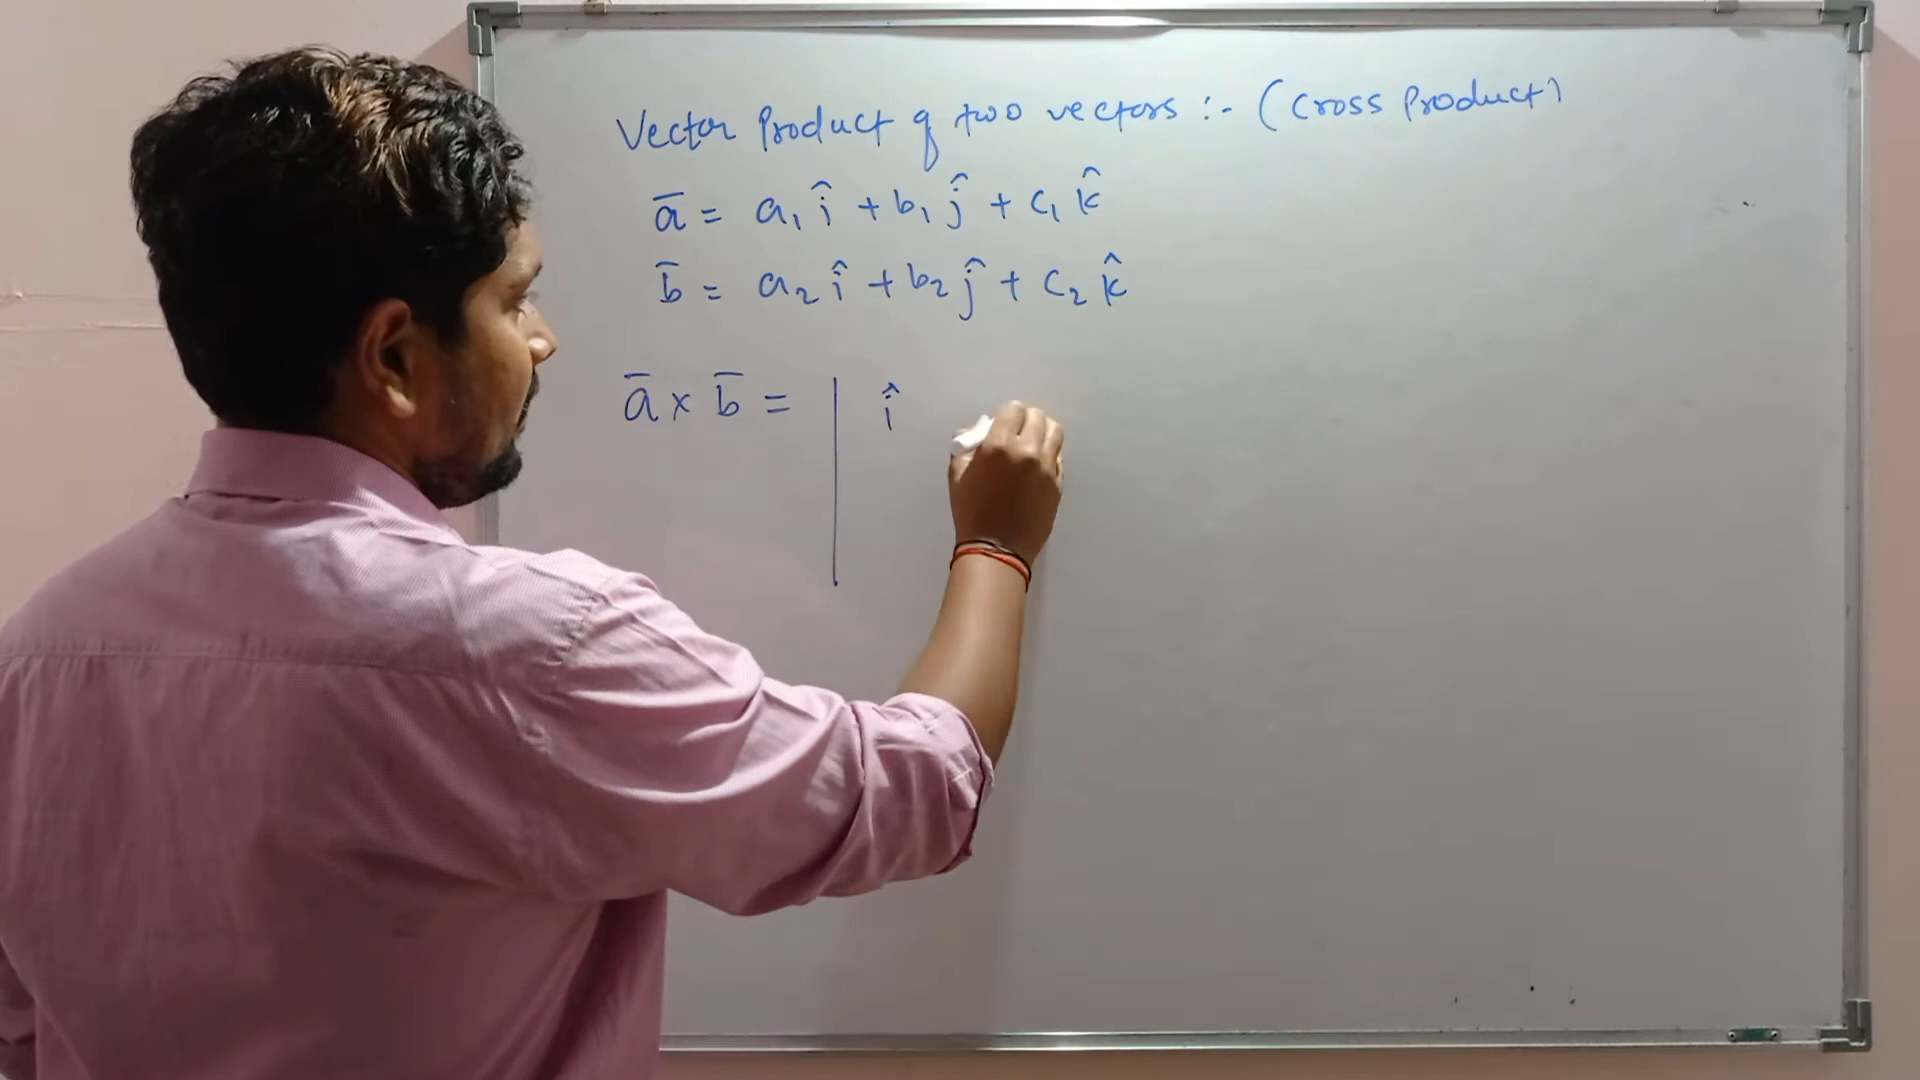 Vector Product of two vectors :- (Cross Product)
a̅ = a₁ î + b₁ ĵ + c₁ k̂
b̅ = a₂ î + b₂ ĵ + c₂ k̂
a̅ × b̅ = | î